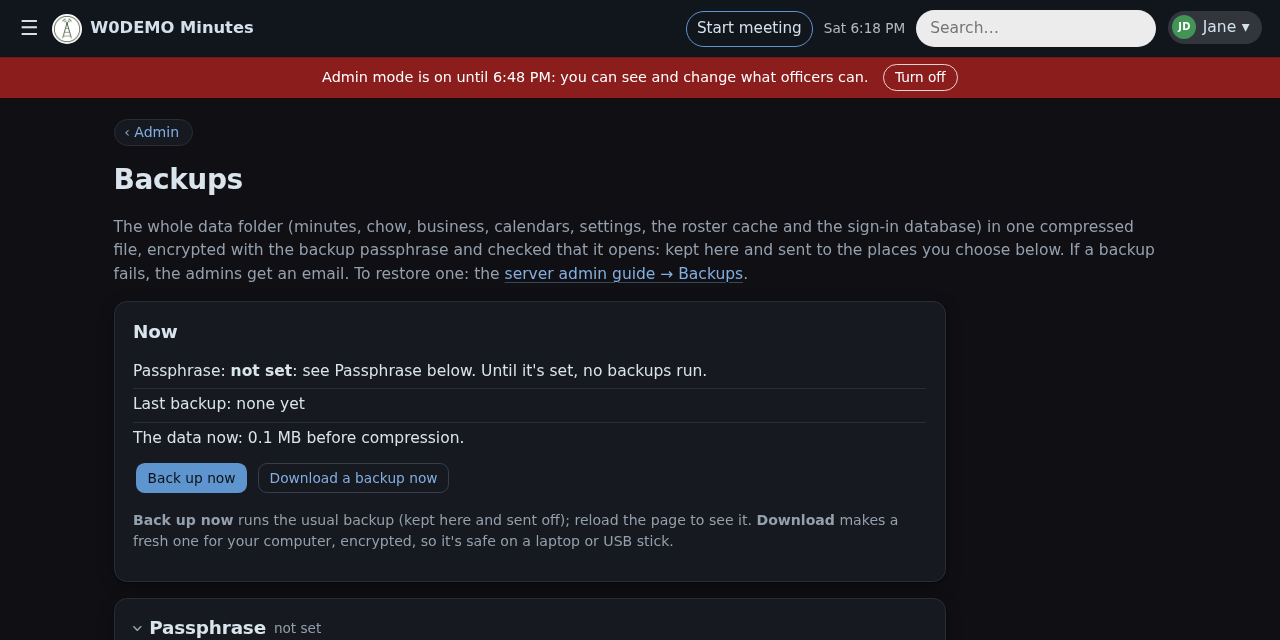 ☰ W0DEMO Minutes Start meeting Sat 6:18 PM Search... JD Jane ▾
Admin mode is on until 6:48 PM: you can see and change what officers can. Turn off
‹ Admin
Backups
The whole data folder (minutes, chow, business, calendars, settings, the roster cache and the sign-in database) in one compressed
file, encrypted with the backup passphrase and checked that it opens: kept here and sent to the places you choose below. If a backup
fails, the admins get an email. To restore one: the server admin guide → Backups.
Now
Passphrase: not set: see Passphrase below. Until it's set, no backups run.
Last backup: none yet
The data now: 0.1 MB before compression.
Back up now Download a backup now
Back up now runs the usual backup (kept here and sent off); reload the page to see it. Download makes a
fresh one for your computer, encrypted, so it's safe on a laptop or USB stick.
Passphrase not set